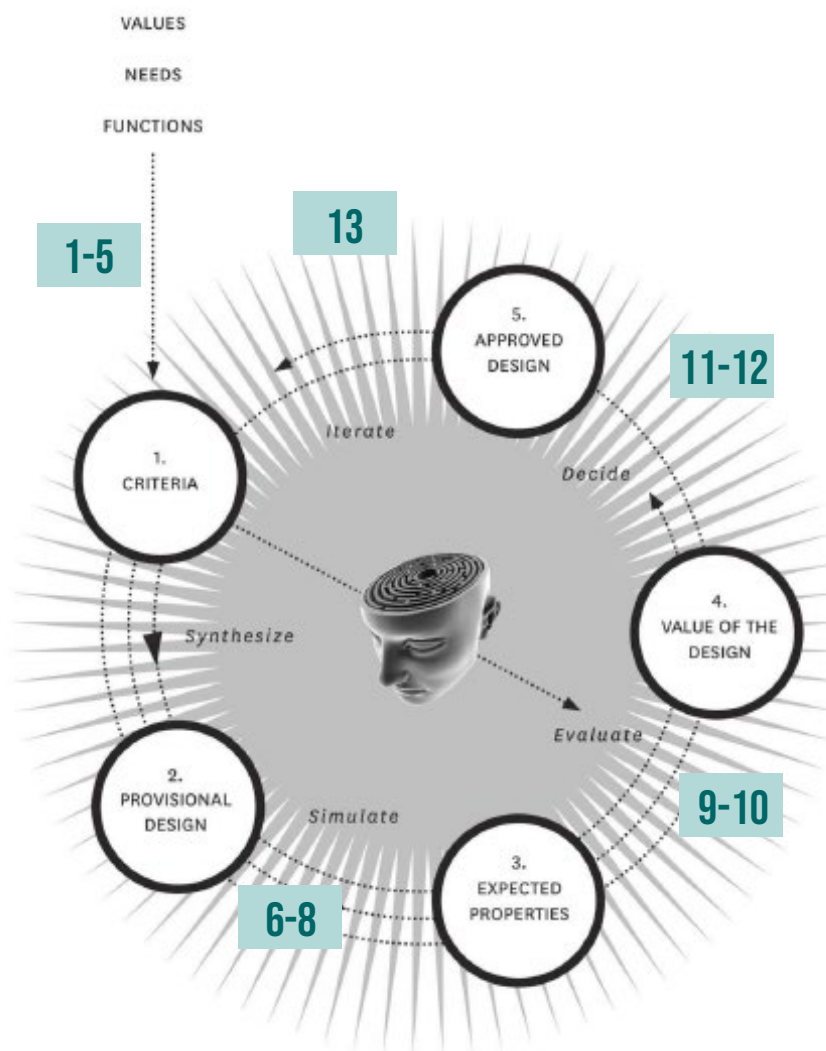 VALUES
NEEDS
FUNCTIONS
1-5
13
5.
APPROVED
DESIGN
11-12
Iterate
1.
CRITERIA
Decide
4.
VALUE OF THE
DESIGN
Synthesize
Evaluate
2.
PROVISIONAL
DESIGN
Simulate
9-10
3.
EXPECTED
PROPERTIES
6-8